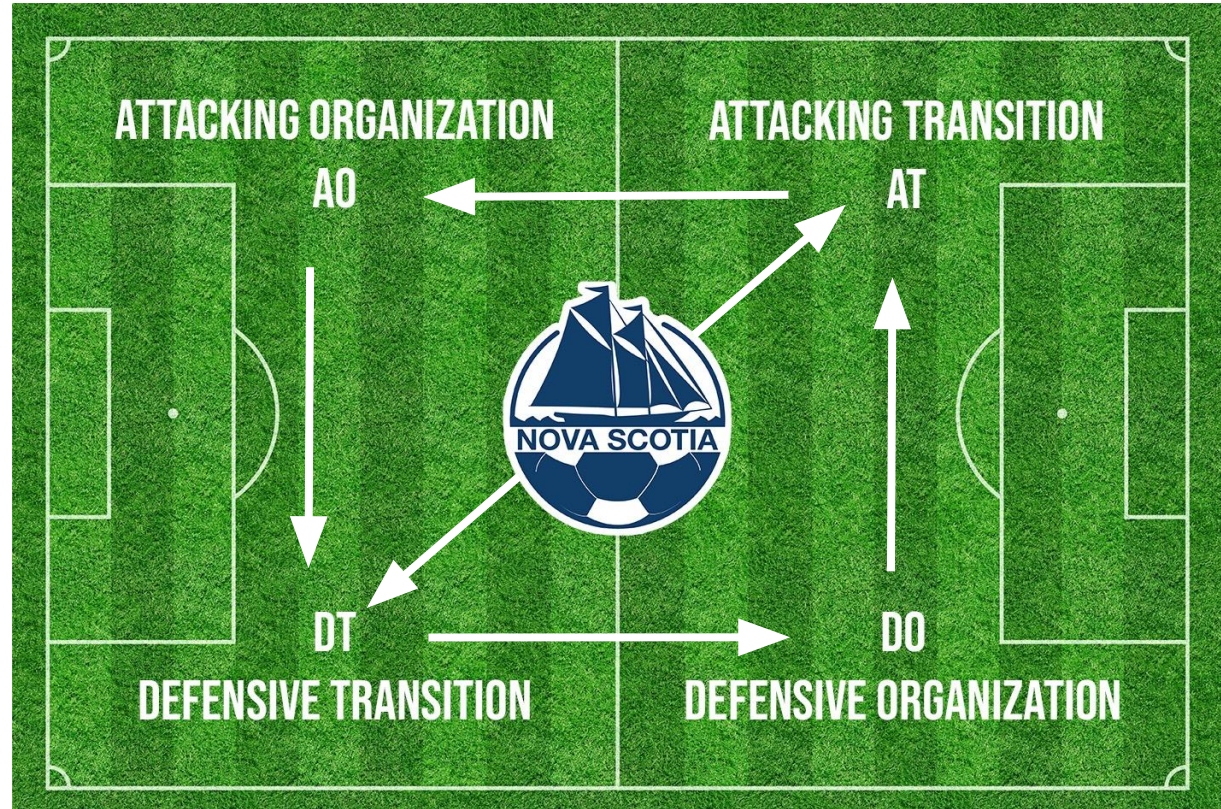 ATTACKING ORGANIZATION
ATTACKING TRANSITION
AO
AT
NOVA SCOTIA
DT
DO
DEFENSIVE TRANSITION
DEFENSIVE ORGANIZATION